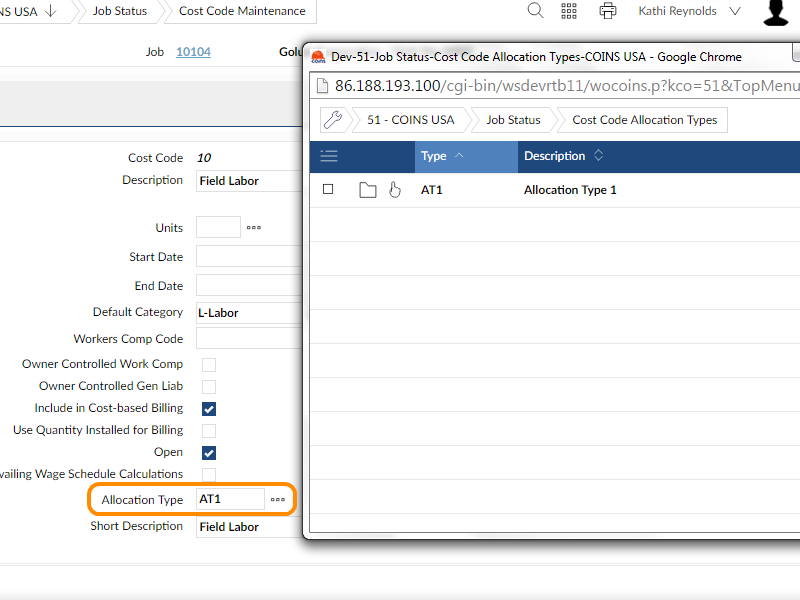 NS USA Job Status Cost Code Maintenance Kathi Reynolds
Job 10104
Dev-51-Job Status-Cost Code Allocation Types-COINS USA - Google Chrome
86.188.193.100/cgi-bin/wsdevrtb11/wocoins.p?kco=51&TopMenu
51 - COINS USA Job Status Cost Code Allocation Types
Type Description
AT1 Allocation Type 1
Cost Code 10
Description Field Labor
Units
Start Date
End Date
Default Category L-Labor
Workers Comp Code
Owner Controlled Work Comp
Owner Controlled Gen Liab
Include in Cost-based Billing
Use Quantity Installed for Billing
Open
vailing Wage Schedule Calculations
Allocation Type AT1
Short Description Field Labor